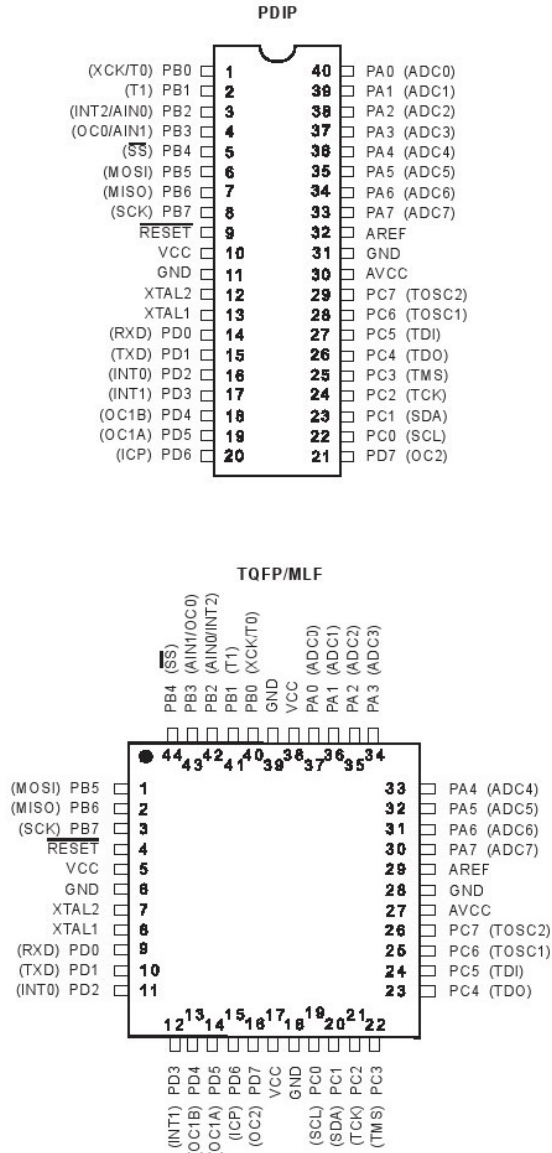 PDIP
(XCK/T0) PB0 1 40 PA0 (ADC0)
(T1) PB1 2 39 PA1 (ADC1)
(INT2/AIN0) PB2 3 38 PA2 (ADC2)
(OC0/AIN1) PB3 4 37 PA3 (ADC3)
(SS) PB4 5 36 PA4 (ADC4)
(MOSI) PB5 6 35 PA5 (ADC5)
(MISO) PB6 7 34 PA6 (ADC6)
(SCK) PB7 8 33 PA7 (ADC7)
RESET 9 32 AREF
VCC 10 31 GND
GND 11 30 AVCC
XTAL2 12 29 PC7 (TOSC2)
XTAL1 13 28 PC6 (TOSC1)
(RXD) PD0 14 27 PC5 (TDI)
(TXD) PD1 15 26 PC4 (TDO)
(INT0) PD2 16 25 PC3 (TMS)
(INT1) PD3 17 24 PC2 (TCK)
(OC1B) PD4 18 23 PC1 (SDA)
(OC1A) PD5 19 22 PC0 (SCL)
(ICP) PD6 20 21 PD7 (OC2)
TQFP/MLF
PB4 (SS)
PB3 (AIN1/OC0)
PB2 (AIN0/INT2)
PB1 (T1)
PB0 (XCK/T0)
GND
VCC
PA0 (ADC0)
PA1 (ADC1)
PA2 (ADC2)
PA3 (ADC3)
44 43 42 41 40 39 38 37 36 35 34
(MOSI) PB5 1 33 PA4 (ADC4)
(MISO) PB6 2 32 PA5 (ADC5)
(SCK) PB7 3 31 PA6 (ADC6)
RESET 4 30 PA7 (ADC7)
VCC 5 29 AREF
GND 6 28 GND
XTAL2 7 27 AVCC
XTAL1 8 26 PC7 (TOSC2)
(RXD) PD0 9 25 PC6 (TOSC1)
(TXD) PD1 10 24 PC5 (TDI)
(INT0) PD2 11 23 PC4 (TDO)
12 13 14 15 16 17 18 19 20 21 22
(INT1) PD3
(OC1B) PD4
(OC1A) PD5
(ICP) PD6
(OC2) PD7
VCC
GND
(SCL) PC0
(SDA) PC1
(TCK) PC2
(TMS) PC3